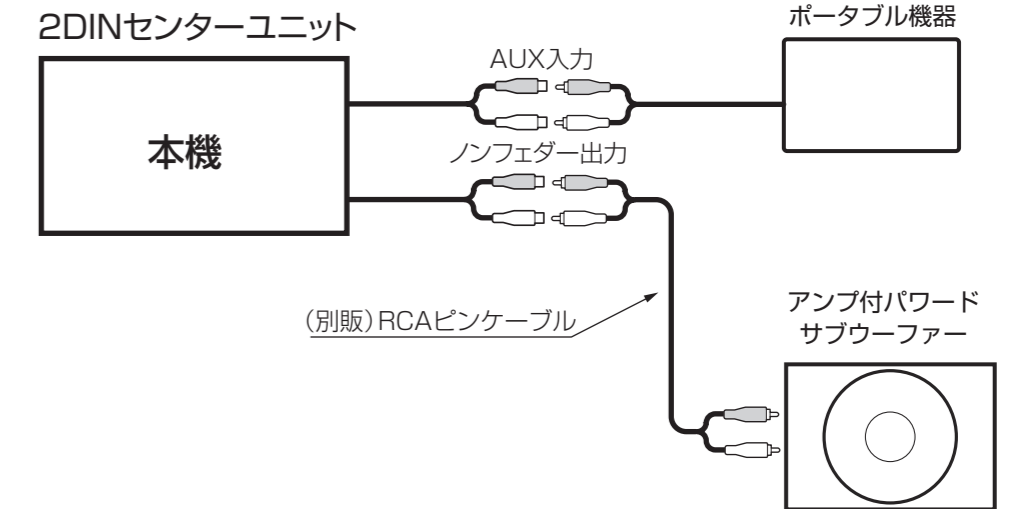 2DINセンターユニット
ポータブル機器
AUX入力
本機
ノンフェダー出力
(別販)RCAピンケーブル
アンプ付パワード
サブウーファー